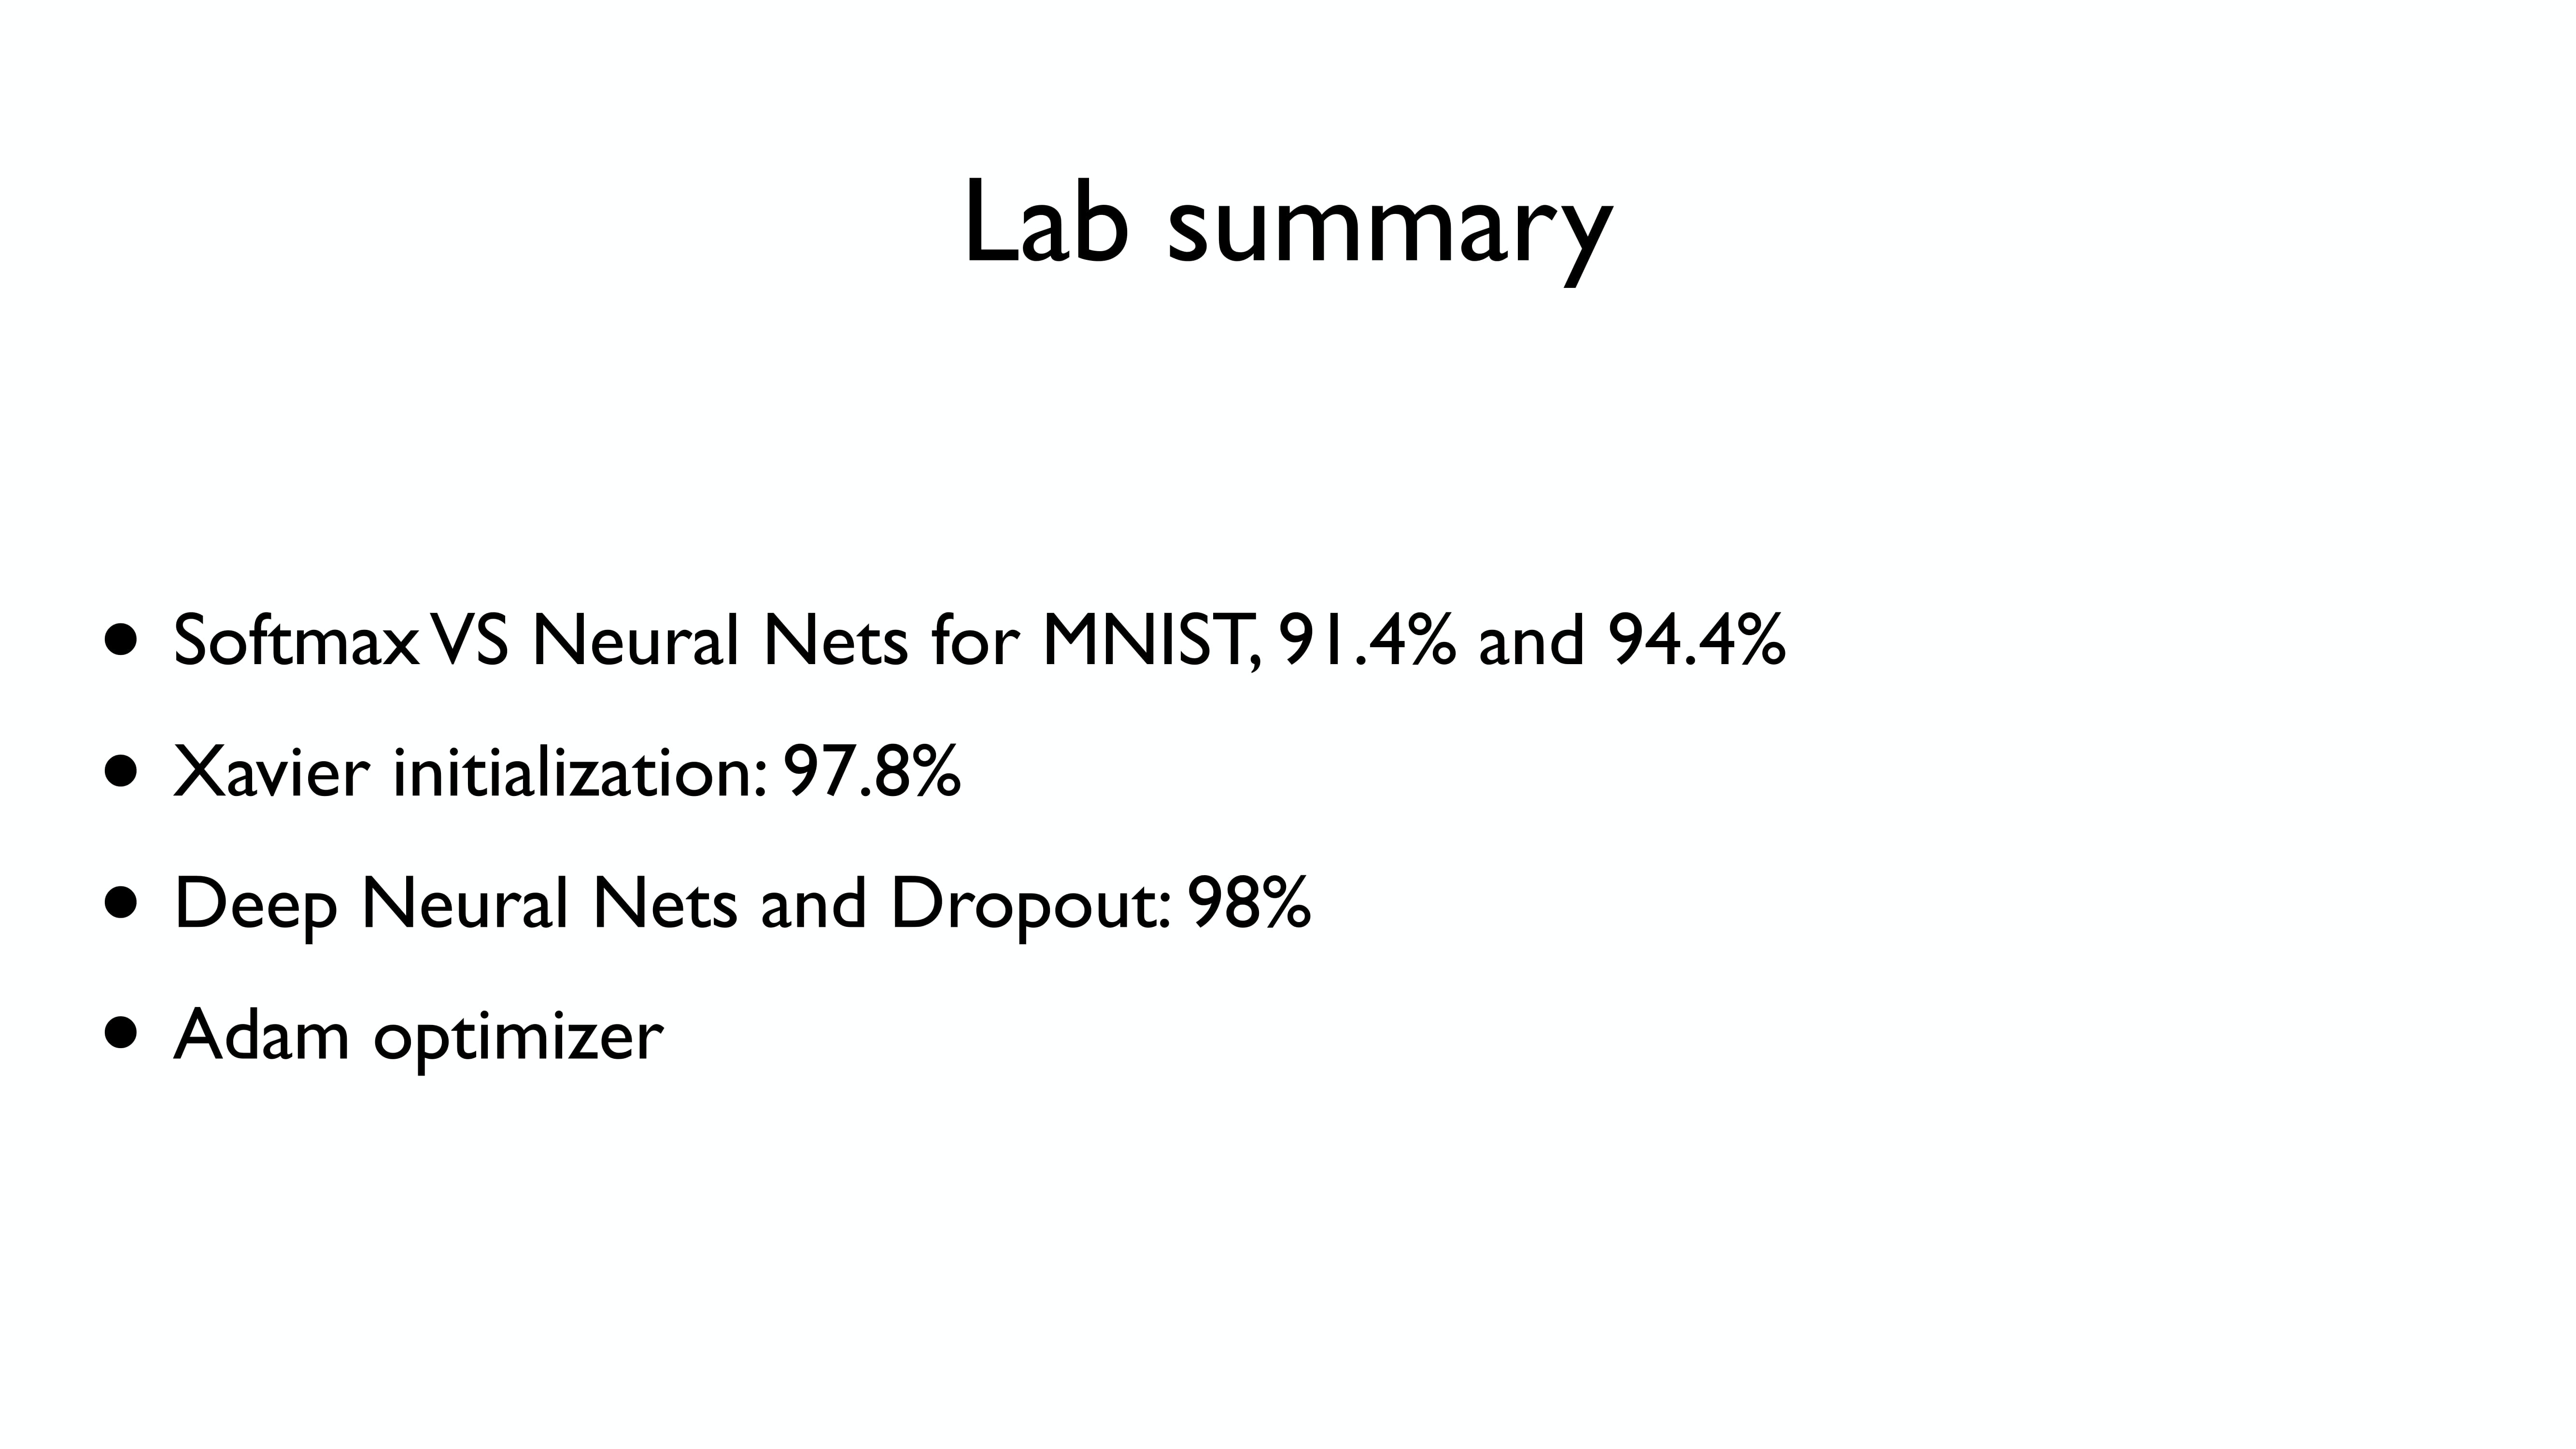 Lab summary
• Softmax VS Neural Nets for MNIST, 91.4% and 94.4%
• Xavier initialization: 97.8%
• Deep Neural Nets and Dropout: 98%
• Adam optimizer